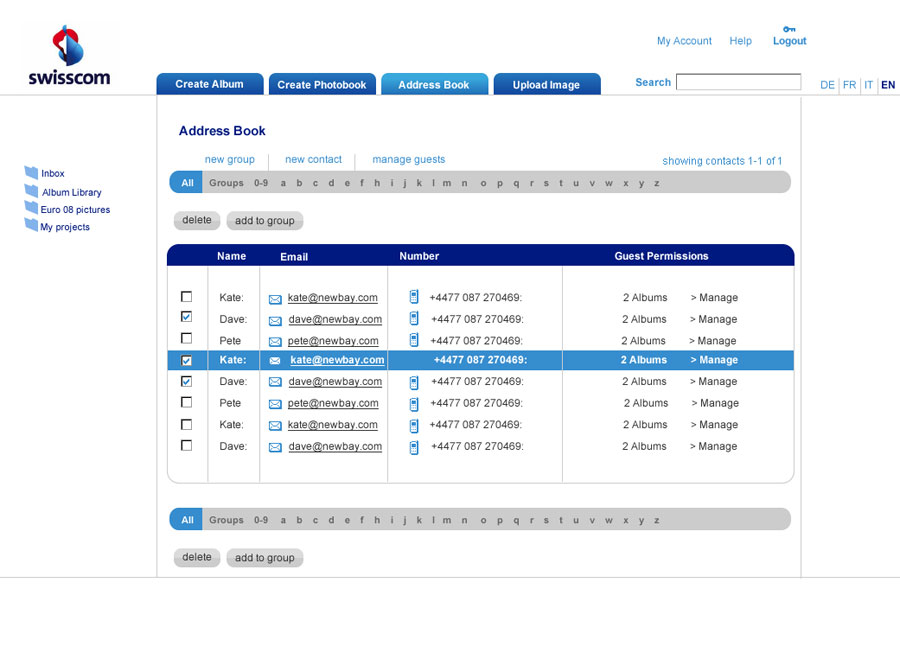 My Account Help Logout
swisscom
Create Album Create Photobook Address Book Upload Image Search DE FR IT EN
Address Book
new group new contact manage guests showing contacts 1-1 of 1
All Groups 0-9 a b c d e f h i j k l m n o p q r s t u v w x y z
Inbox
Album Library
Euro 08 pictures
My projects
delete add to group
Name Email Number Guest Permissions
Kate: kate@newbay.com +4477 087 270469: 2 Albums > Manage
Dave: dave@newbay.com +4477 087 270469: 2 Albums > Manage
Pete pete@newbay.com +4477 087 270469: 2 Albums > Manage
Kate: kate@newbay.com +4477 087 270469: 2 Albums > Manage
Dave: dave@newbay.com +4477 087 270469: 2 Albums > Manage
Pete pete@newbay.com +4477 087 270469: 2 Albums > Manage
Kate: kate@newbay.com +4477 087 270469: 2 Albums > Manage
Dave: dave@newbay.com +4477 087 270469: 2 Albums > Manage
All Groups 0-9 a b c d e f h i j k l m n o p q r s t u v w x y z
delete add to group